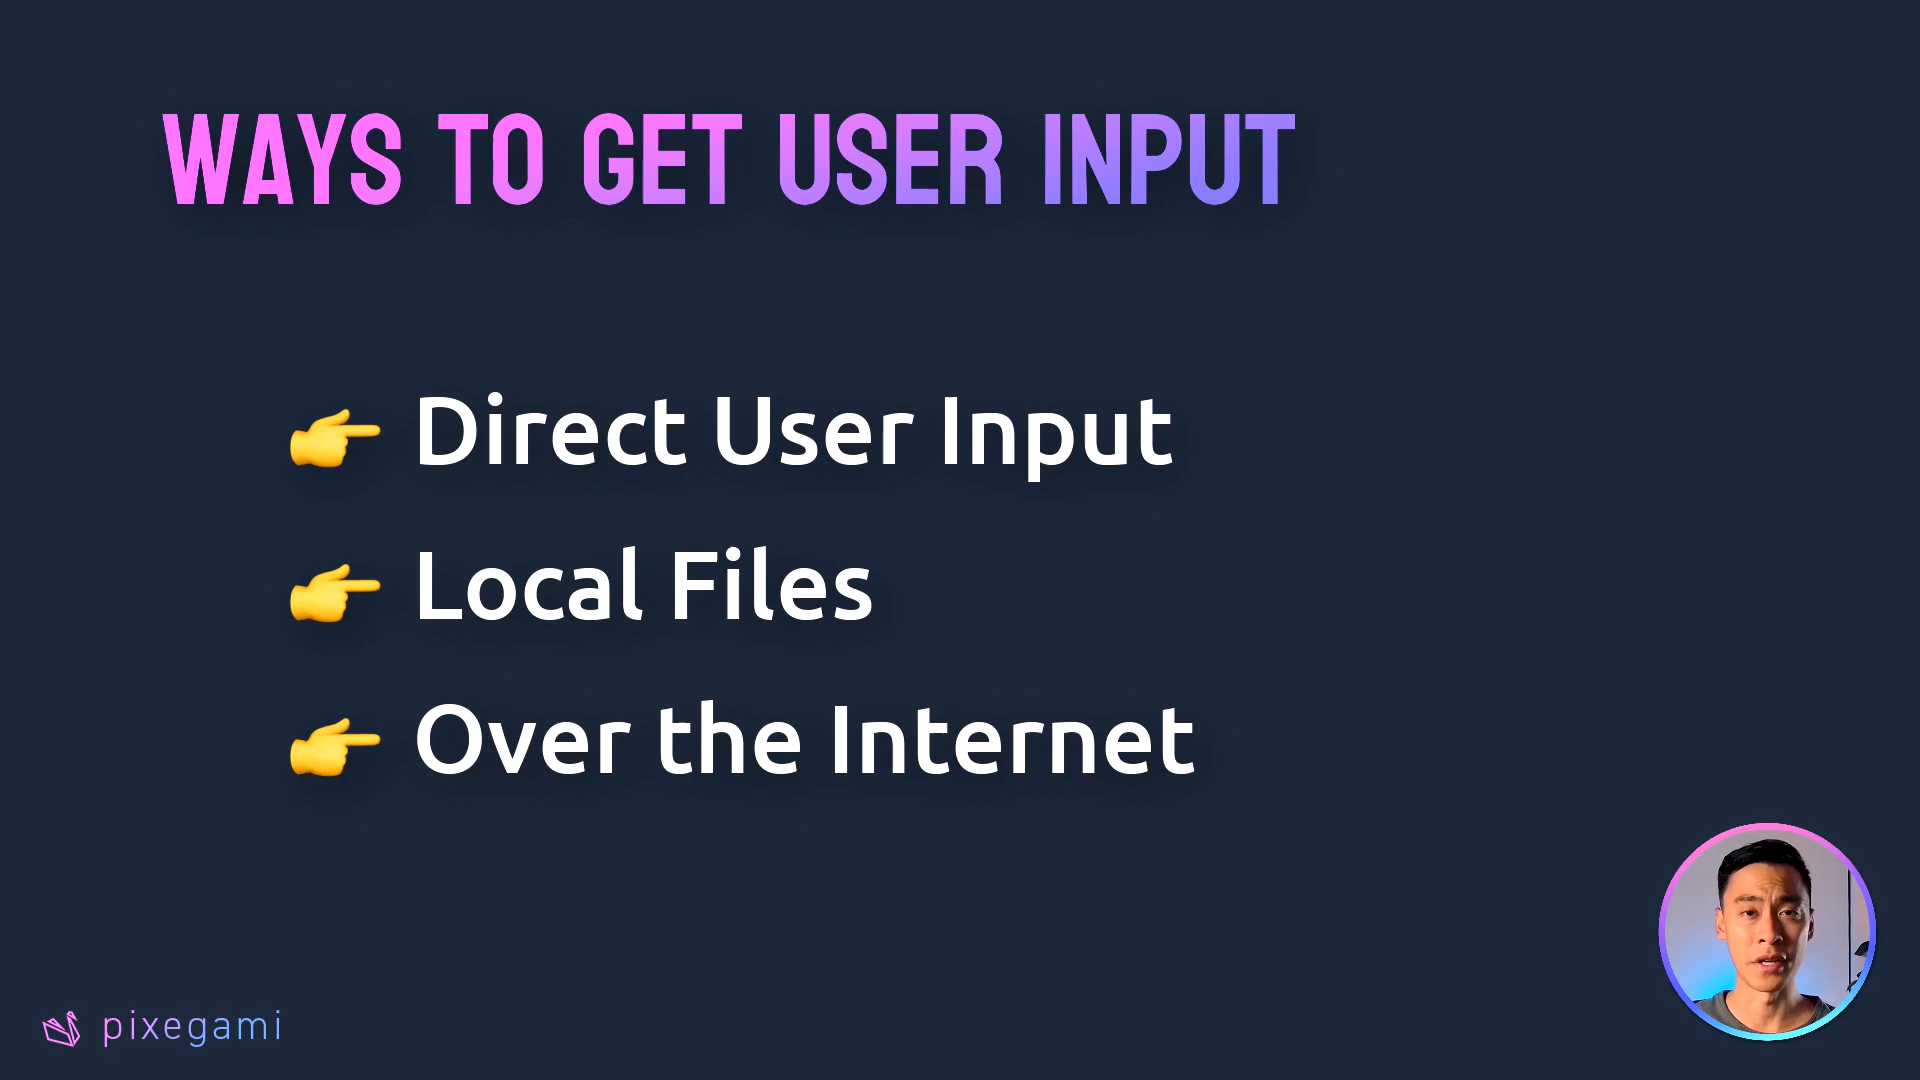 WAYS TO GET USER INPUT
👉 Direct User Input
👉 Local Files
👉 Over the Internet
pixegami